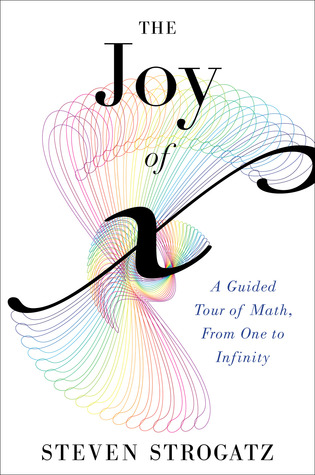 THE
Joy
of
x
A Guided
Tour of Math,
From One to
Infinity
STEVEN STROGATZ